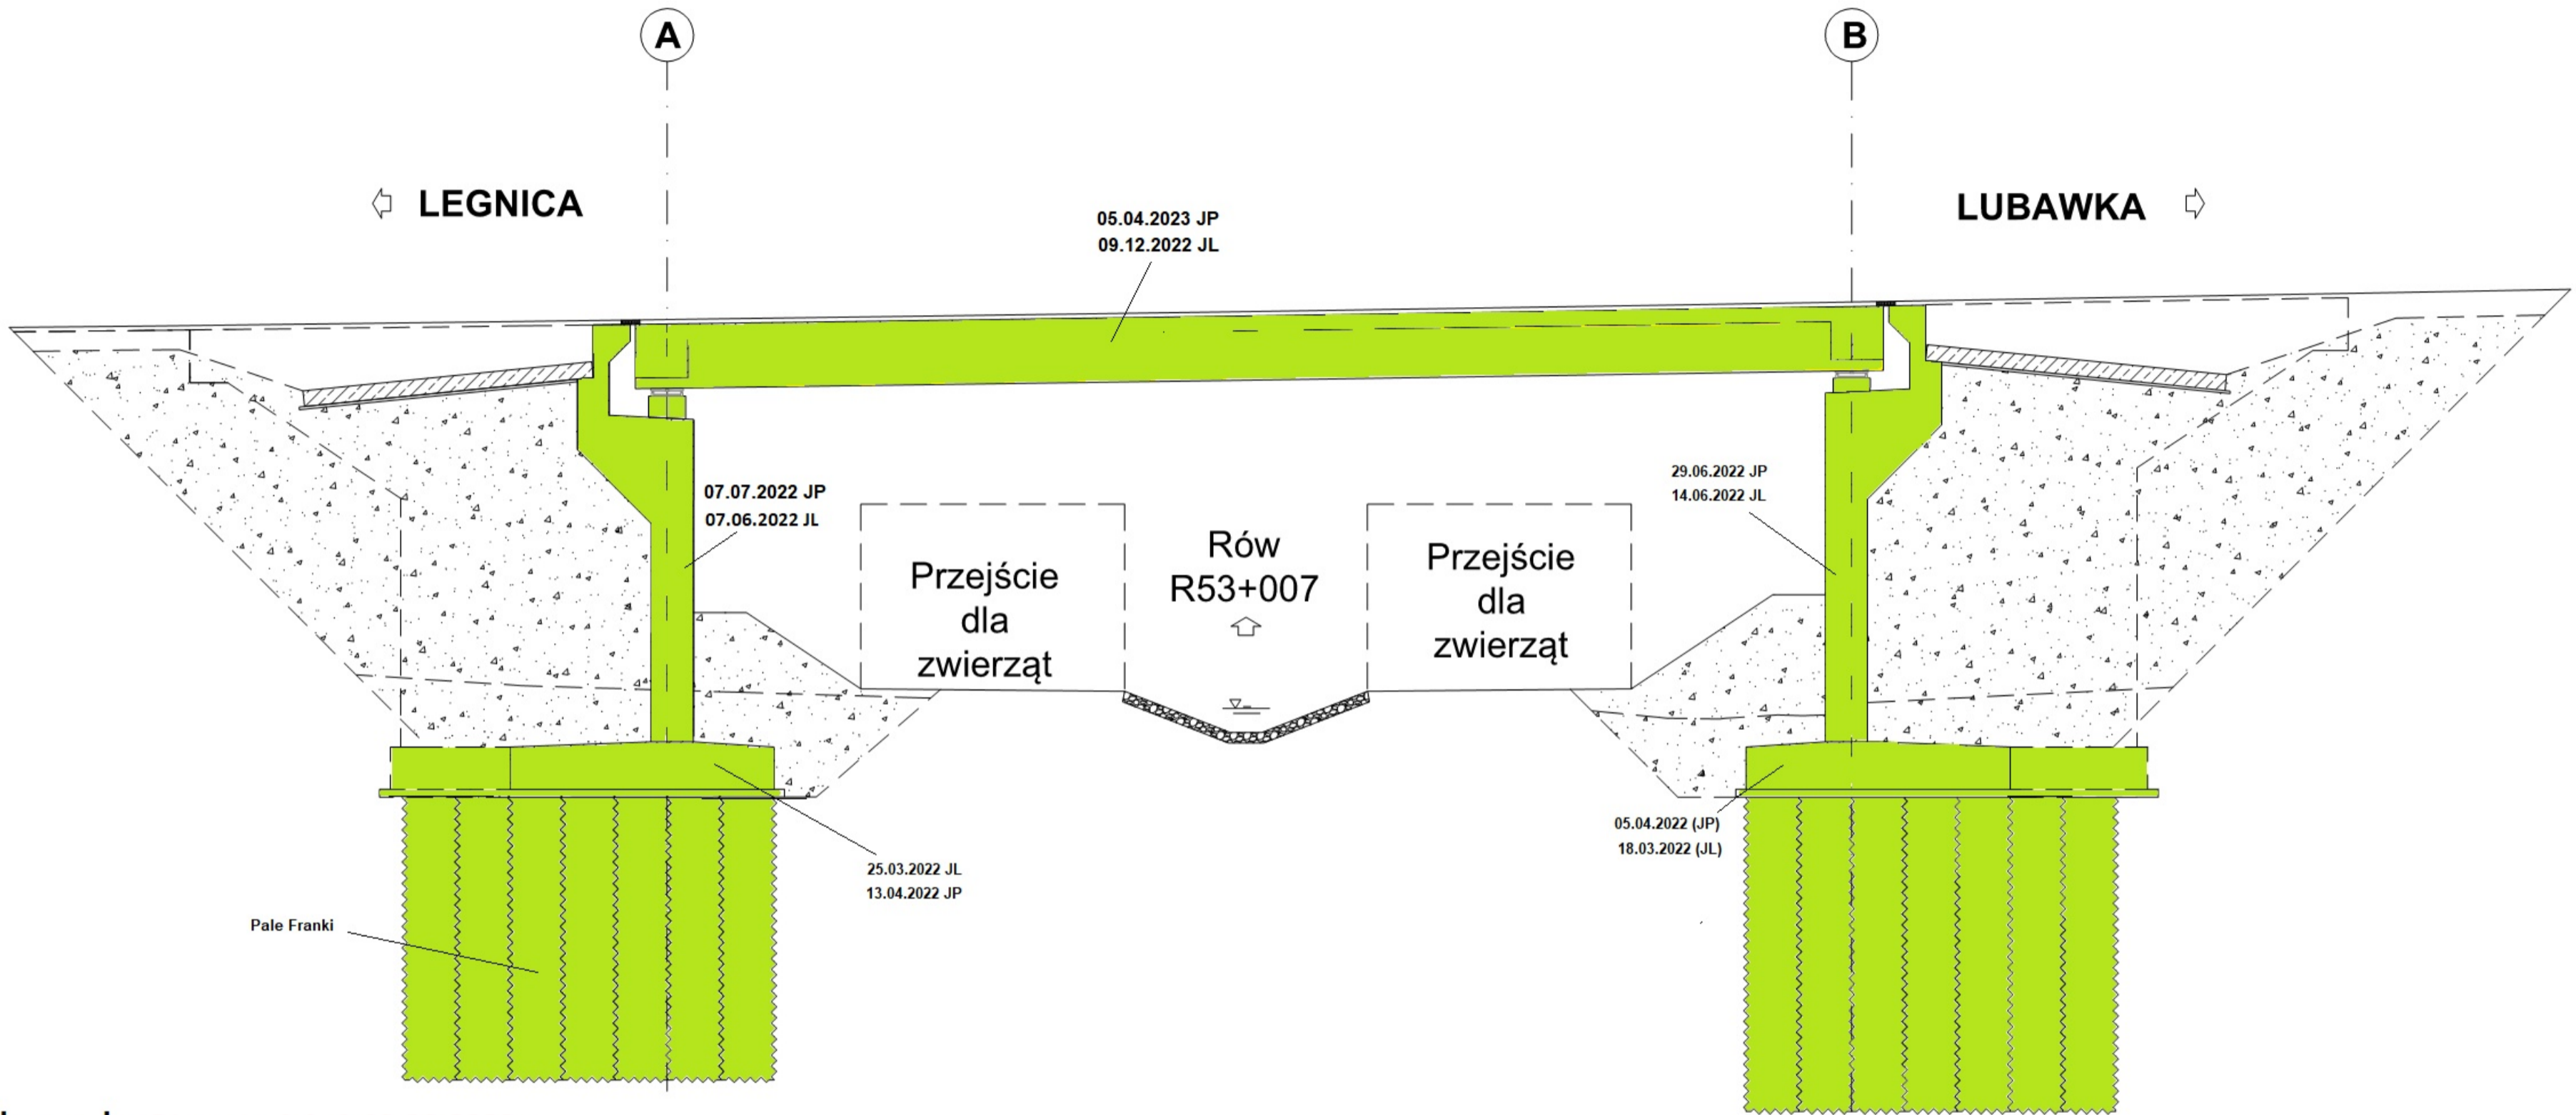 A
B
LEGNICA
LUBAWKA
05.04.2023 JP
09.12.2022 JL
07.07.2022 JP
07.06.2022 JL
29.06.2022 JP
14.06.2022 JL
Przejście
dla
zwierząt
Rów
R53+007
Przejście
dla
zwierząt
05.04.2022 (JP)
18.03.2022 (JL)
25.03.2022 JL
13.04.2022 JP
Pale Franki